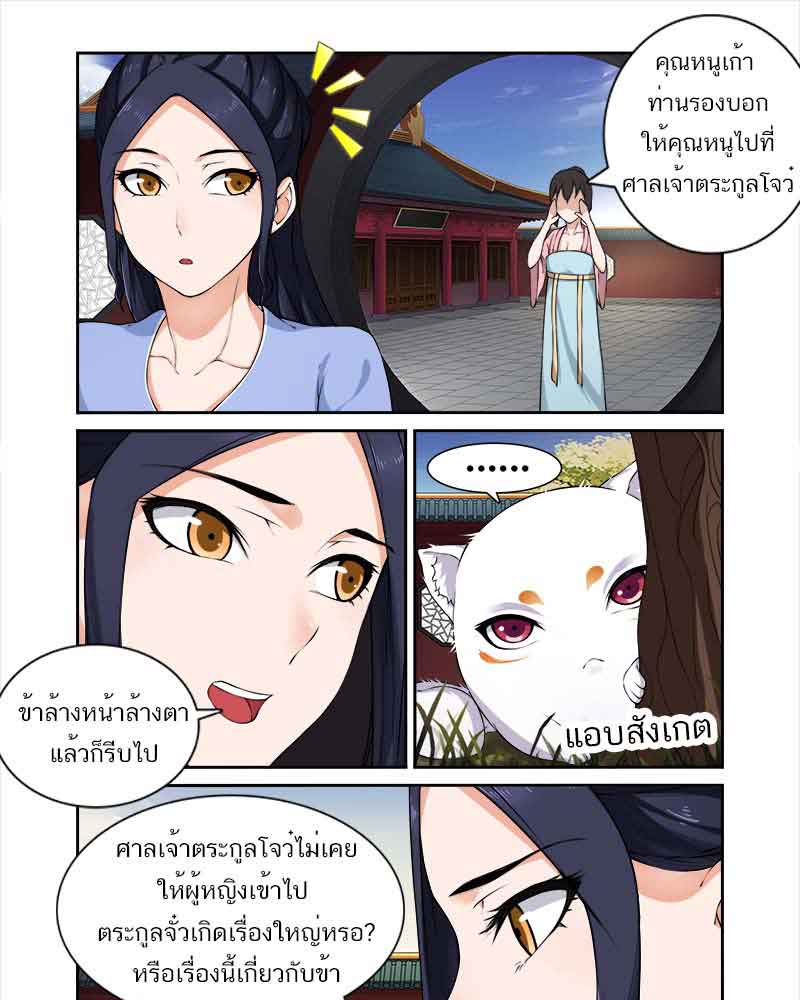 คุณหนูเก้า
ท่านรองบอก
ให้คุณหนูไปที่
ศาลเจ้าตระกูลโจว๋
••••••
แอบสังเกต
ข้าล้างหน้าล้างตา
แล้วก็รีบไป
ศาลเจ้าตระกูลโจว๋ไม่เคย
ให้ผู้หญิงเข้าไป
ตระกูลจั๋วเกิดเรื่องใหญ่หรอ?
หรือเรื่องนี้เกี่ยวกับข้า